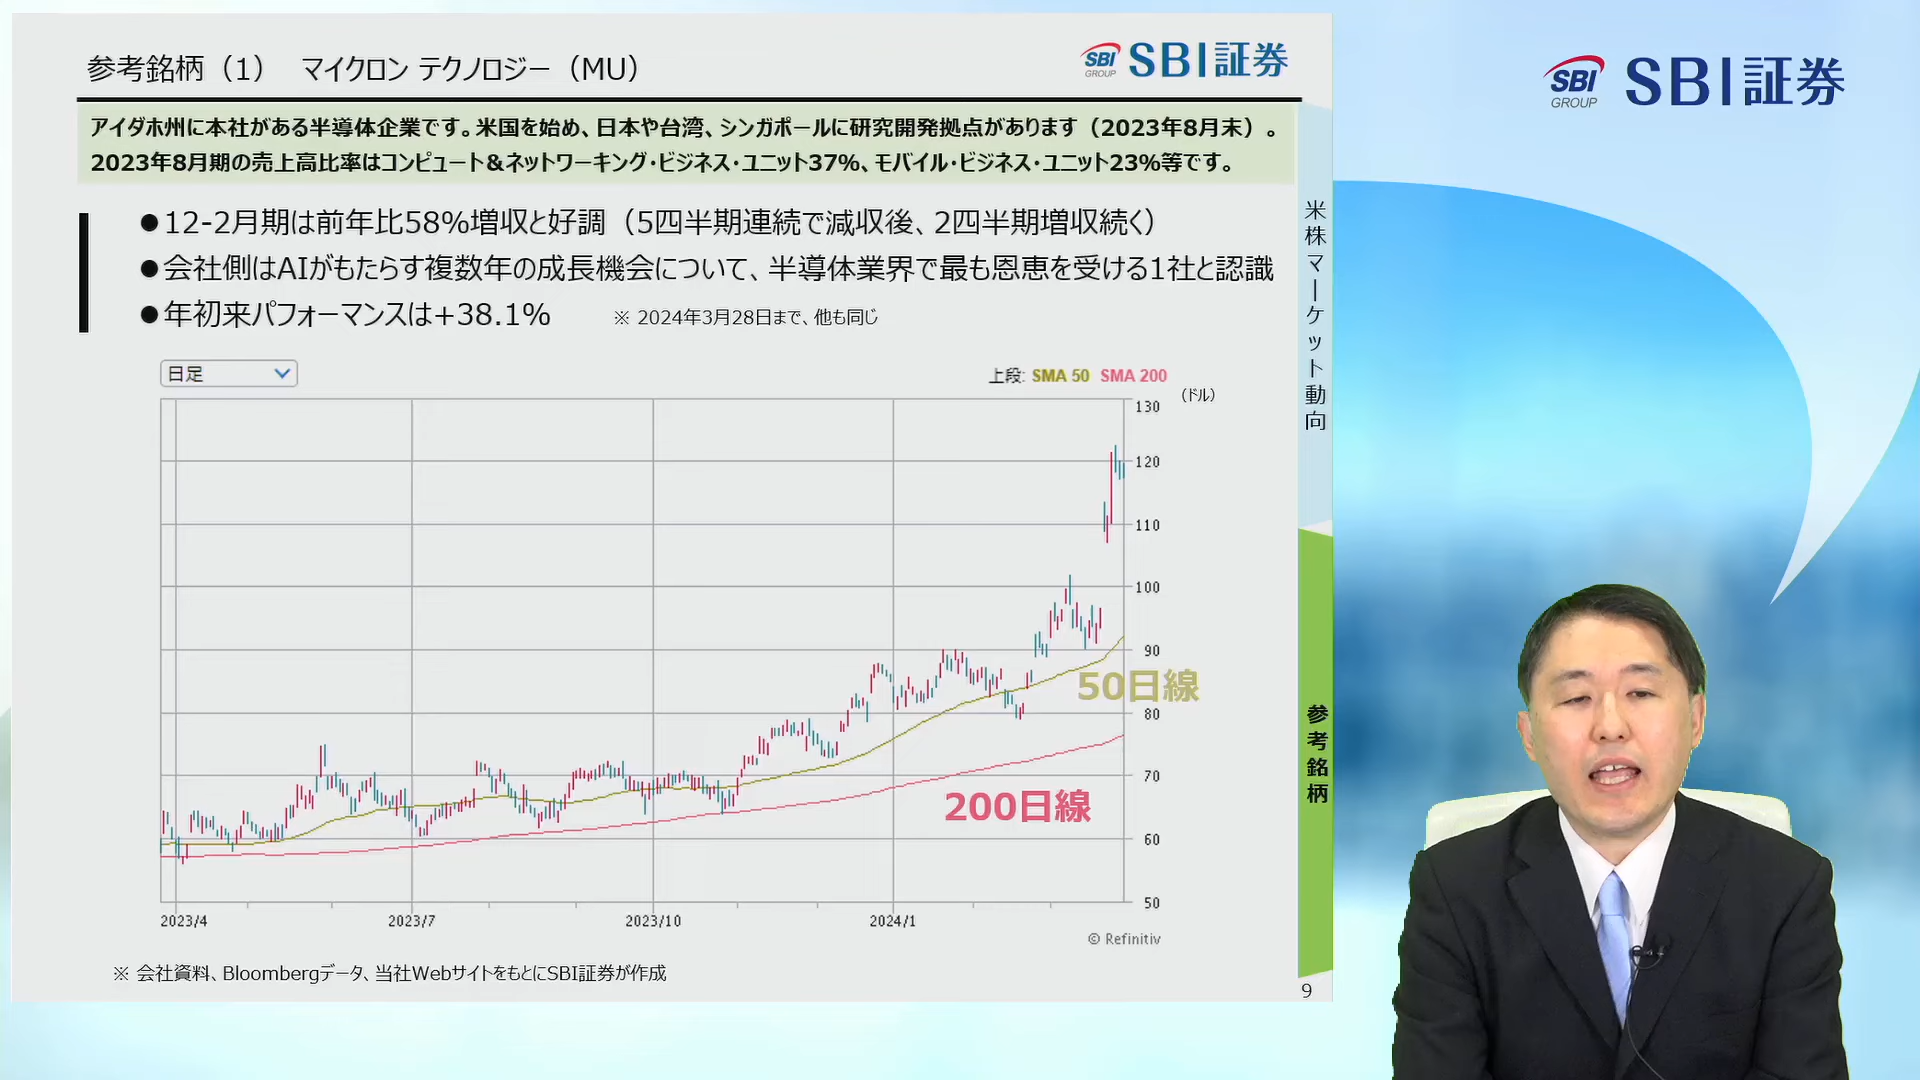 参考銘柄（1）　マイクロン テクノロジー（MU）
SBI GROUP SBI証券
アイダホ州に本社がある半導体企業です。米国を始め、日本や台湾、シンガポールに研究開発拠点があります（2023年8月末）。
2023年8月期の売上高比率はコンピュート＆ネットワーキング・ビジネス・ユニット37%、モバイル・ビジネス・ユニット23%等です。
●12-2月期は前年比58%増収と好調（5四半期連続で減収後、2四半期増収続く）
●会社側はAIがもたらす複数年の成長機会について、半導体業界で最も恩恵を受ける1社と認識
●年初来パフォーマンスは+38.1%　※ 2024年3月28日まで、他も同じ
日足
上段: SMA 50 SMA 200
（ドル）
130
120
110
100
90
50日線
80
70
200日線
60
50
2023/4 2023/7 2023/10 2024/1
© Refinitiv
※ 会社資料、Bloombergデータ、当社WebサイトをもとにSBI証券が作成
米株マーケット動向
参考銘柄
9
SBI GROUP SBI証券